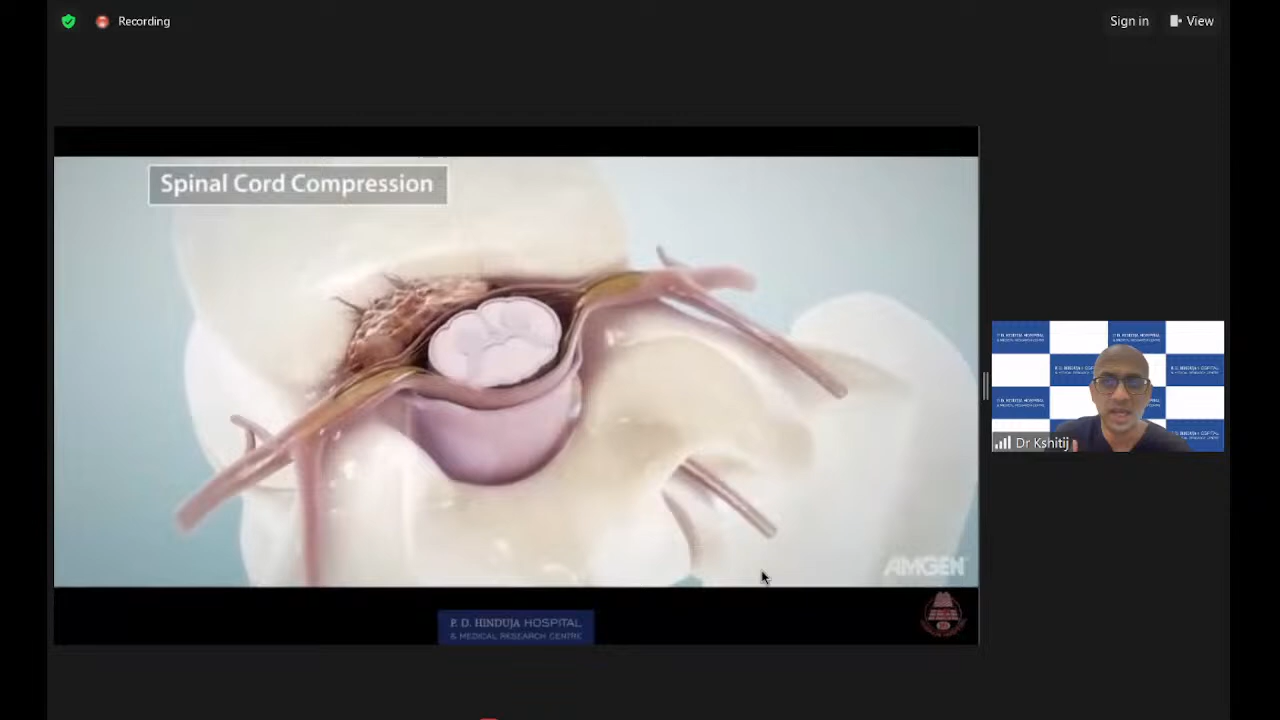 Recording
Sign in
View
Spinal Cord Compression
Dr Kshitij
AMGEN
P. D. HINDUJA HOSPITAL
& MEDICAL RESEARCH CENTRE